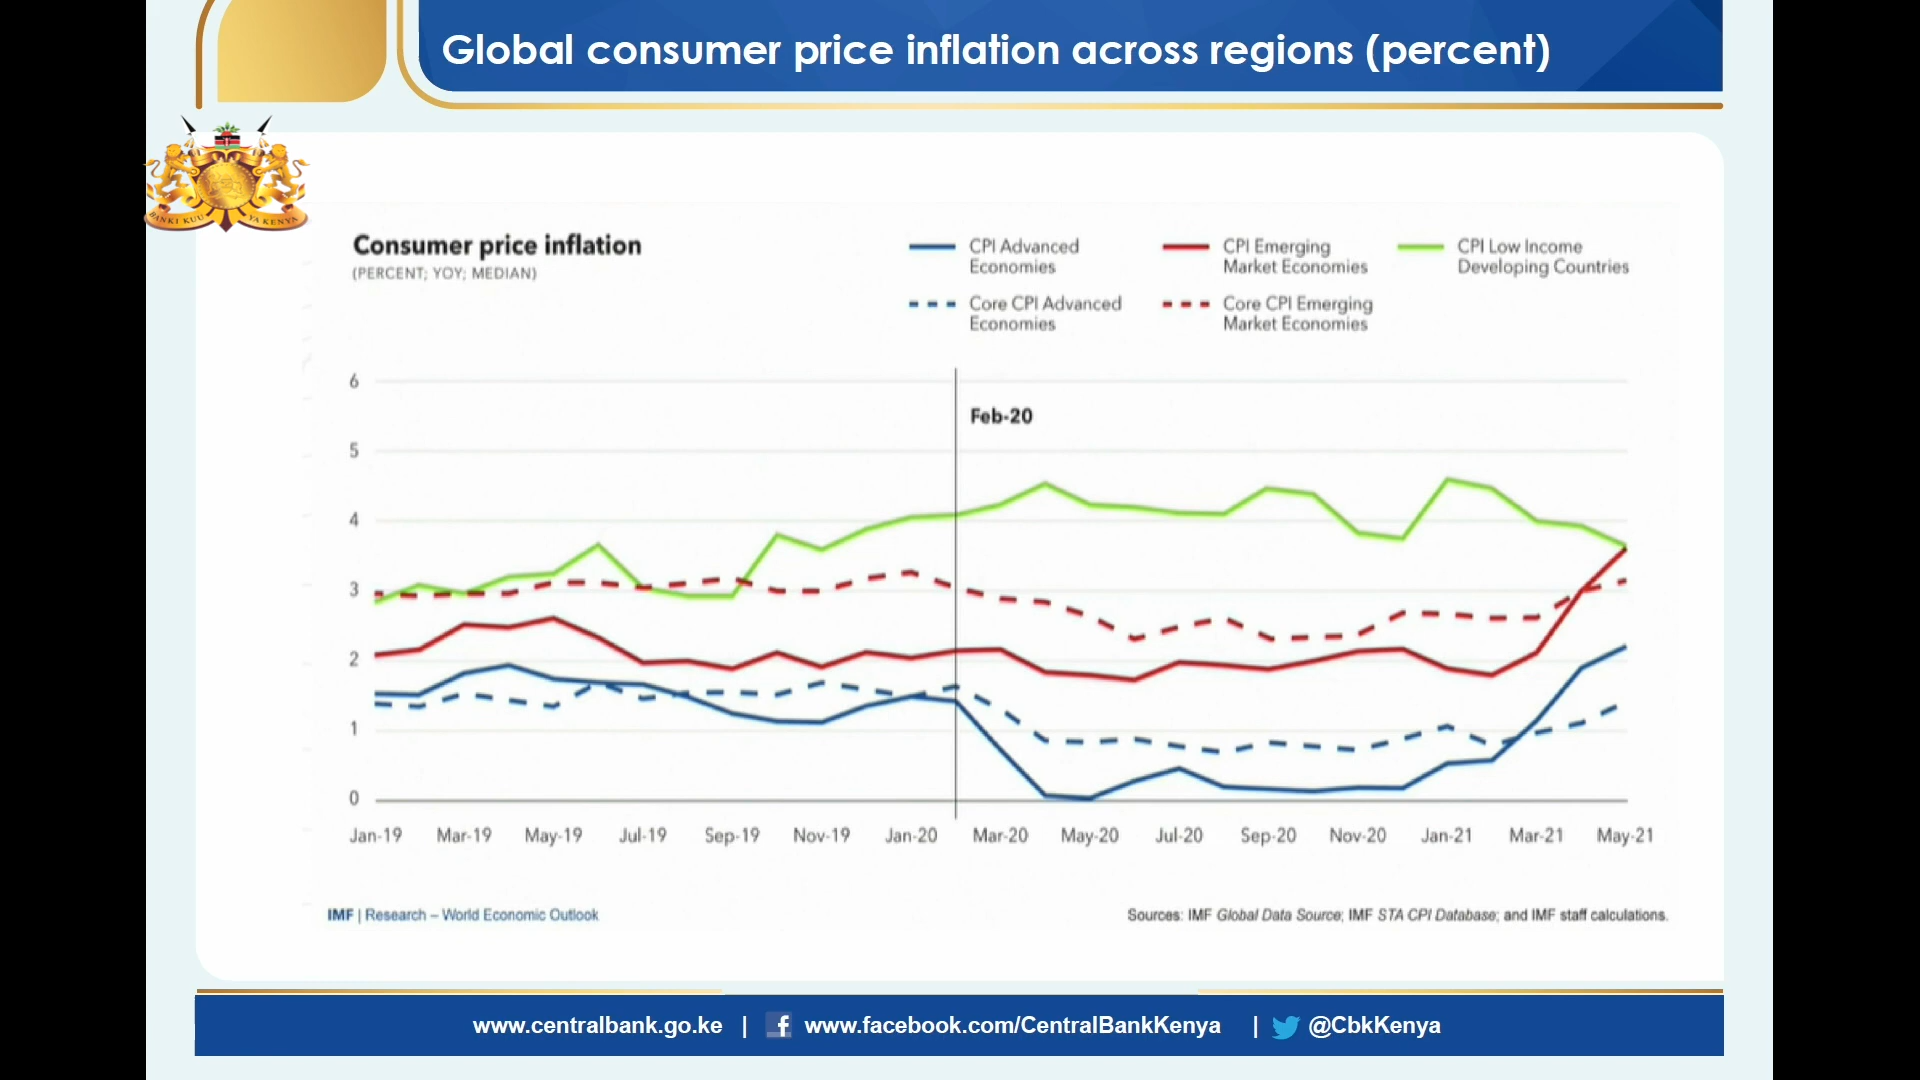 Global consumer price inflation across regions (percent)
BANKI KUU YA KENYA
Consumer price inflation
(PERCENT; YOY; MEDIAN)
CPI Advanced
Economies
CPI Emerging
Market Economies
CPI Low Income
Developing Countries
Core CPI Advanced
Economies
Core CPI Emerging
Market Economies
6
5
4
3
2
1
0
Feb-20
Jan-19 Mar-19 May-19 Jul-19 Sep-19 Nov-19 Jan-20 Mar-20 May-20 Jul-20 Sep-20 Nov-20 Jan-21 Mar-21 May-21
IMF | Research – World Economic Outlook
Sources: IMF Global Data Source; IMF STA CPI Database; and IMF staff calculations.
www.centralbank.go.ke | f www.facebook.com/CentralBankKenya | @CbkKenya